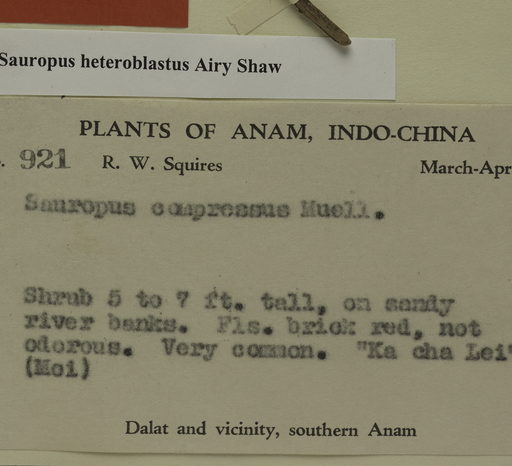 Sauropus heteroblastus Airy Shaw
PLANTS OF ANAM, INDO-CHINA
. 921 R. W. Squires March-Apr
Sauropus compressus Muell.
Shrub 5 to 7 ft. tall, on sandy
river banks. Fls. brick red, not
odorous. Very common. "Ka cha Lei"
(Moi)
Dalat and vicinity, southern Anam